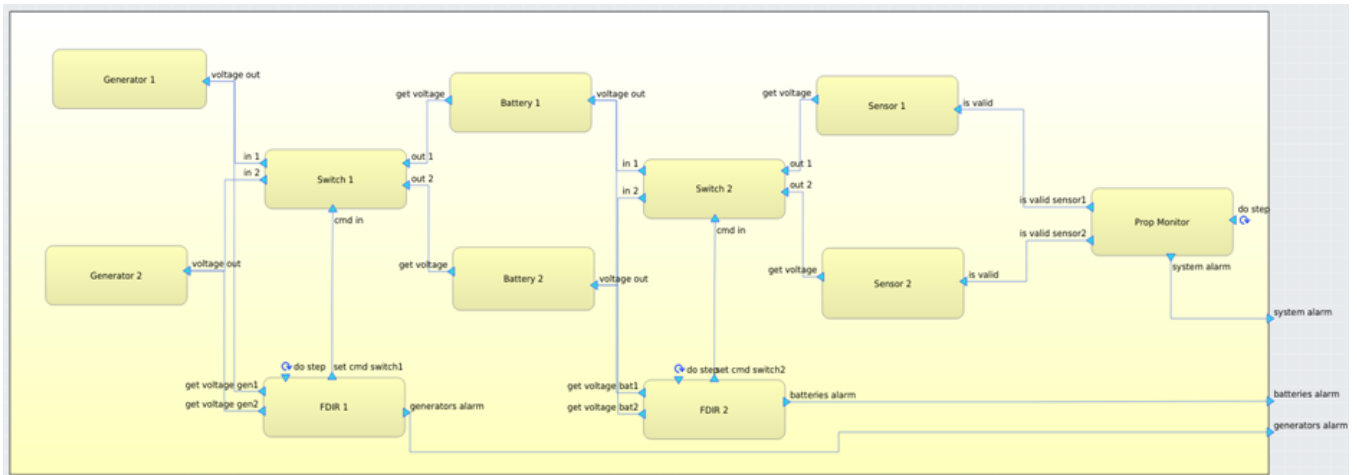 Generator 1
voltage out
get voltage
Battery 1
voltage out
get voltage
Sensor 1
is valid
in 1
in 2
Switch 1
out 1
out 2
cmd in
in 1
in 2
Switch 2
out 1
out 2
cmd in
is valid sensor1
is valid sensor2
Prop Monitor
do step
system alarm
Generator 2
voltage out
get voltage
Battery 2
voltage out
get voltage
Sensor 2
is valid
system alarm
do step
set cmd switch1
get voltage gen1
get voltage gen2
FDIR 1
generators alarm
do step
set cmd switch2
get voltage bat1
get voltage bat2
FDIR 2
batteries alarm
batteries alarm
generators alarm